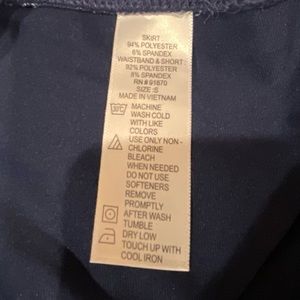 SKIRT
94% POLYESTER
6% SPANDEX
WAISTBAND & SHORT:
92% POLYESTER
8% SPANDEX
RN # 91870
SIZE: S
MADE IN VIETNAM
30°C MACHINE
WASH COLD
WITH LIKE
COLORS
USE ONLY NON -
CHLORINE
BLEACH
WHEN NEEDED
DO NOT USE
SOFTENERS
REMOVE
PROMPTLY
AFTER WASH
TUMBLE
DRY LOW
TOUCH UP WITH
COOL IRON